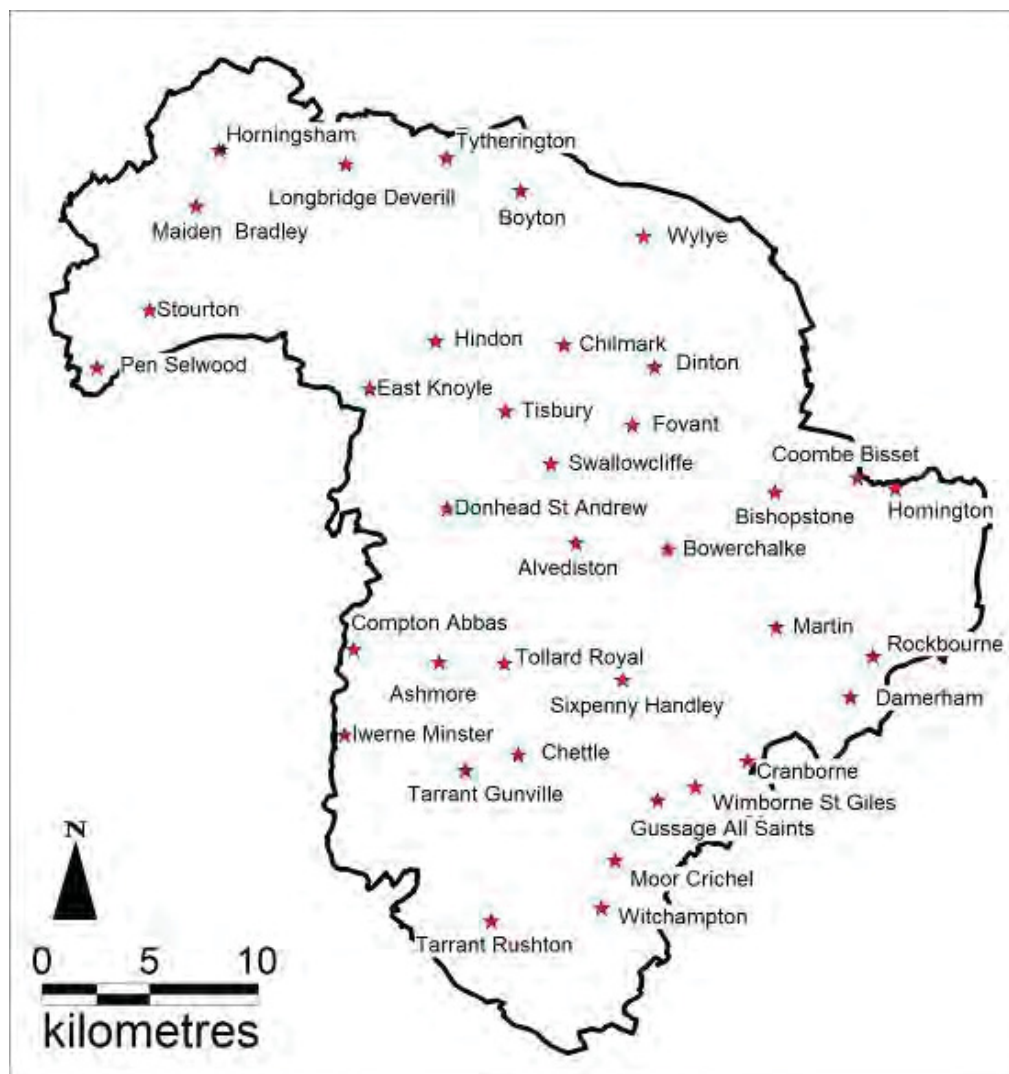 Horningsham
Tytherington
Longbridge Deverill
Boyton
Maiden Bradley
Wylye
Stourton
Hindon
Chilmark
Pen Selwood
Dinton
East Knoyle
Tisbury
Fovant
Coombe Bisset
Swallowcliffe
Donhead St Andrew
Bishopstone
Homington
Alvediston
Bowerchalke
Martin
Compton Abbas
Rockbourne
Tollard Royal
Ashmore
Sixpenny Handley
Damerham
Iwerne Minster
Chettle
Cranborne
Tarrant Gunville
Wimborne St Giles
Gussage All Saints
N
Moor Crichel
Witchampton
Tarrant Rushton
0 5 10
kilometres